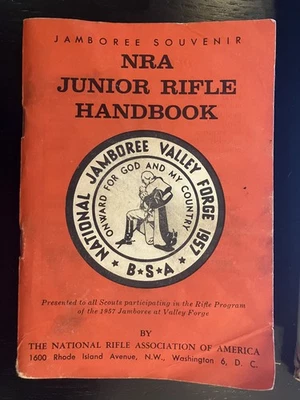 JAMBOREE SOUVENIR
NRA
JUNIOR RIFLE
HANDBOOK
NATIONAL JAMBOREE VALLEY FORGE 1957
ONWARD FOR GOD AND MY COUNTRY
B★S★A
Presented to all Scouts participating in the Rifle Program
of the 1957 Jamboree at Valley Forge
BY
THE NATIONAL RIFLE ASSOCIATION OF AMERICA
1600 Rhode Island Avenue, N.W., Washington 6, D. C.